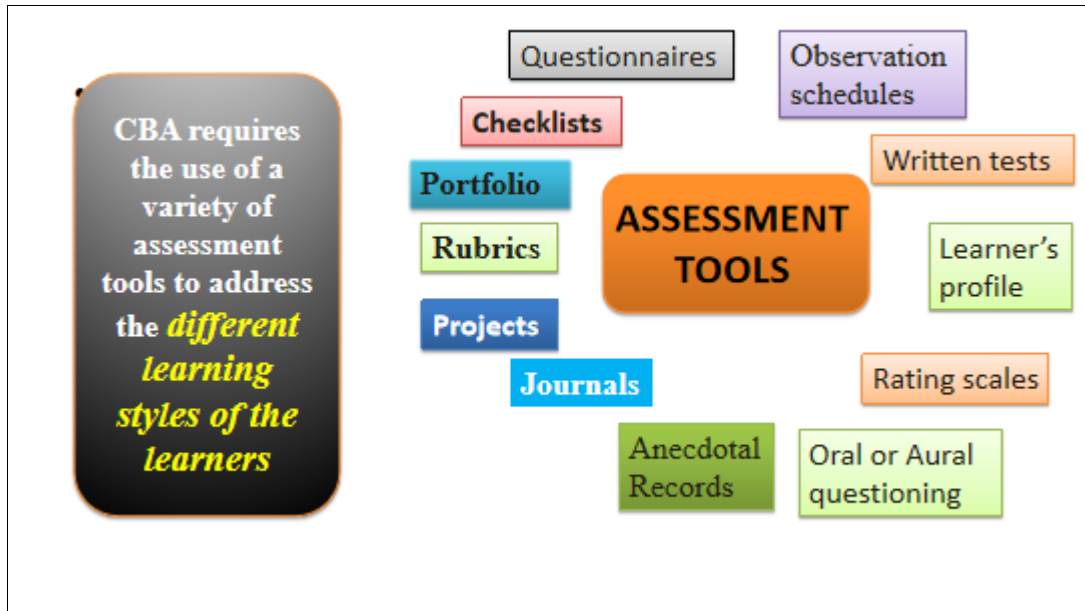 CBA requires
the use of a
variety of
assessment
tools to address
the different
learning
styles of the
learners
Questionnaires
Observation
schedules
Checklists
Written tests
Portfolio
ASSESSMENT
TOOLS
Rubrics
Learner’s
profile
Projects
Journals
Rating scales
Anecdotal
Records
Oral or Aural
questioning